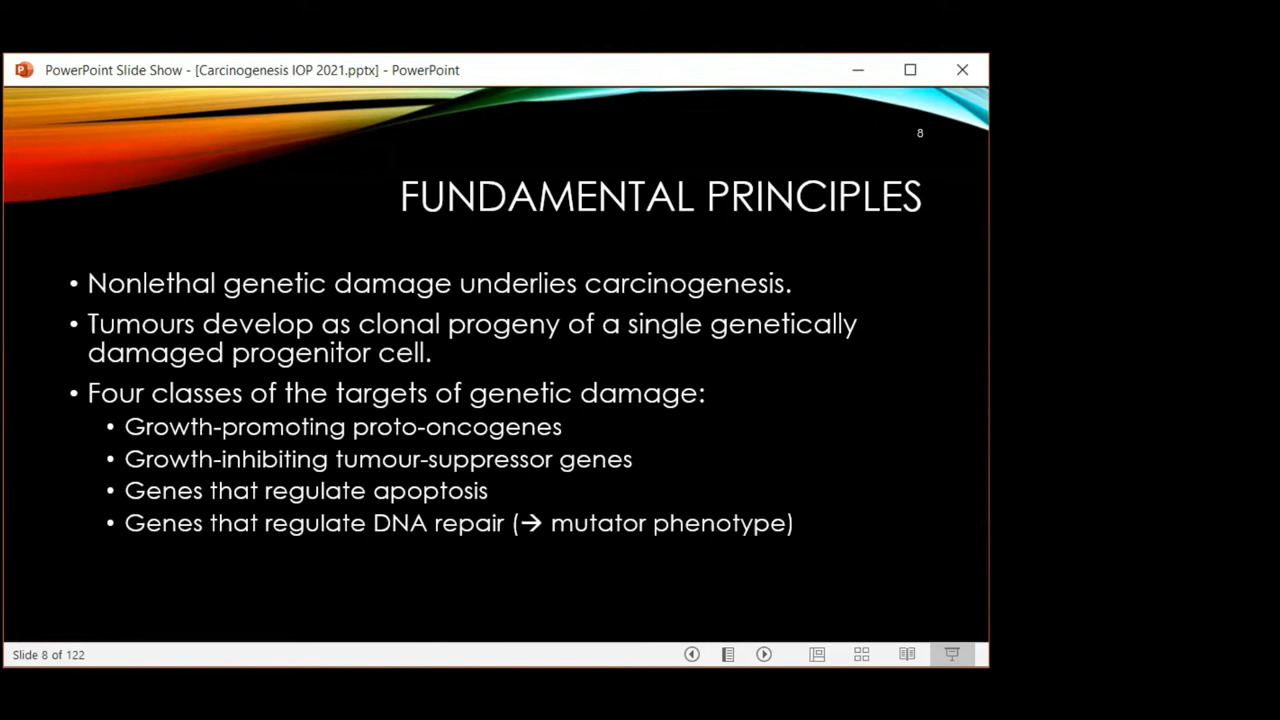 PowerPoint Slide Show - [Carcinogenesis IOP 2021.pptx] - PowerPoint
8
FUNDAMENTAL PRINCIPLES
• Nonlethal genetic damage underlies carcinogenesis.
• Tumours develop as clonal progeny of a single genetically
damaged progenitor cell.
• Four classes of the targets of genetic damage:
• Growth-promoting proto-oncogenes
• Growth-inhibiting tumour-suppressor genes
• Genes that regulate apoptosis
• Genes that regulate DNA repair (→ mutator phenotype)
Slide 8 of 122